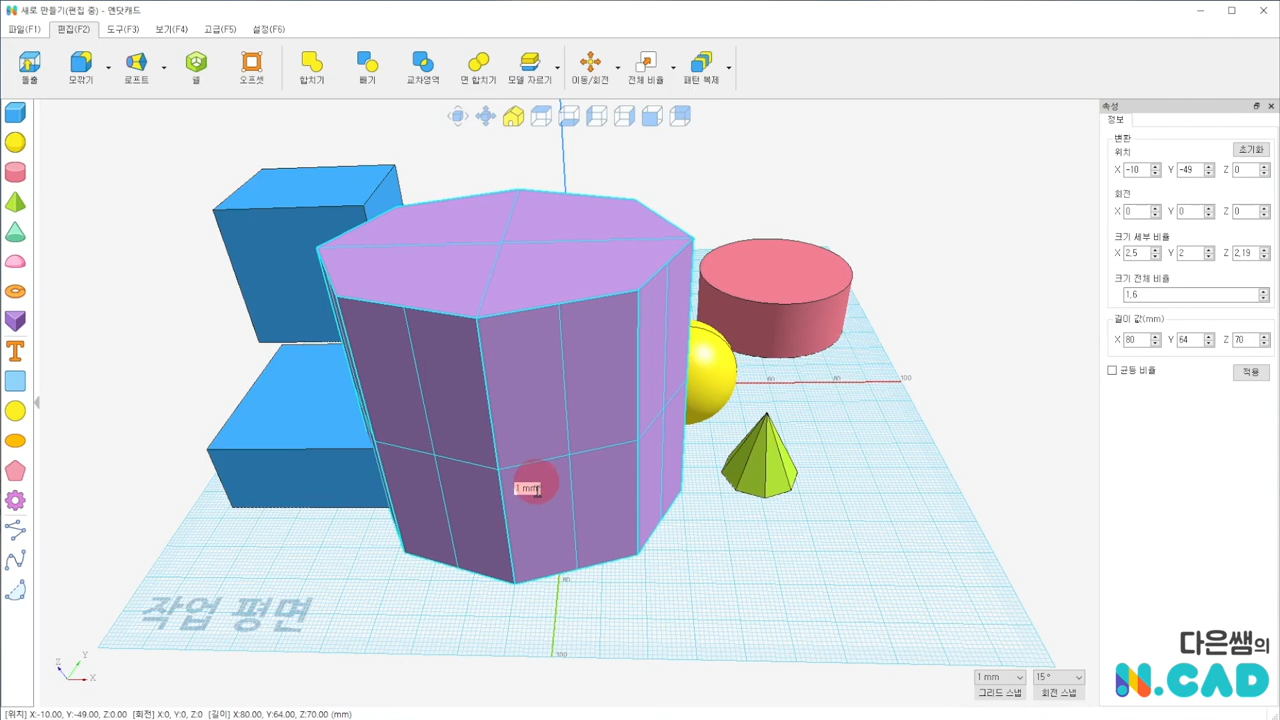 새로 만들기(편집 중) - 엔닷캐드
파일(F1) 편집(F2) 도구(F3) 보기(F4) 고급(F5) 설정(F6)
돌출 모깎기 로프트 쉘 오프셋 합치기 빼기 교차영역 면 합치기 모델 자르기 이동/회전 전체 비율 패턴 복제
속성
정보
변환
위치 초기화
X -10 Y -49 Z 0
회전
X 0 Y 0 Z 0
크기 세부 비율
X 2,5 Y 2 Z 2,19
크기 전체 비율
1,6
길이 값(mm)
X 80 Y 64 Z 70
균등 비율 적용
60 80 100
1 mm
80
100
작업 평면
Z Y X
1 mm 15°
그리드 스냅 회전 스냅
다은쌤의
N.CAD
[위치] X:-10.00, Y:-49.00, Z:0.00 [회전] X:0, Y:0, Z:0 [길이] X:80.00, Y:64.00, Z:70.00 (mm)